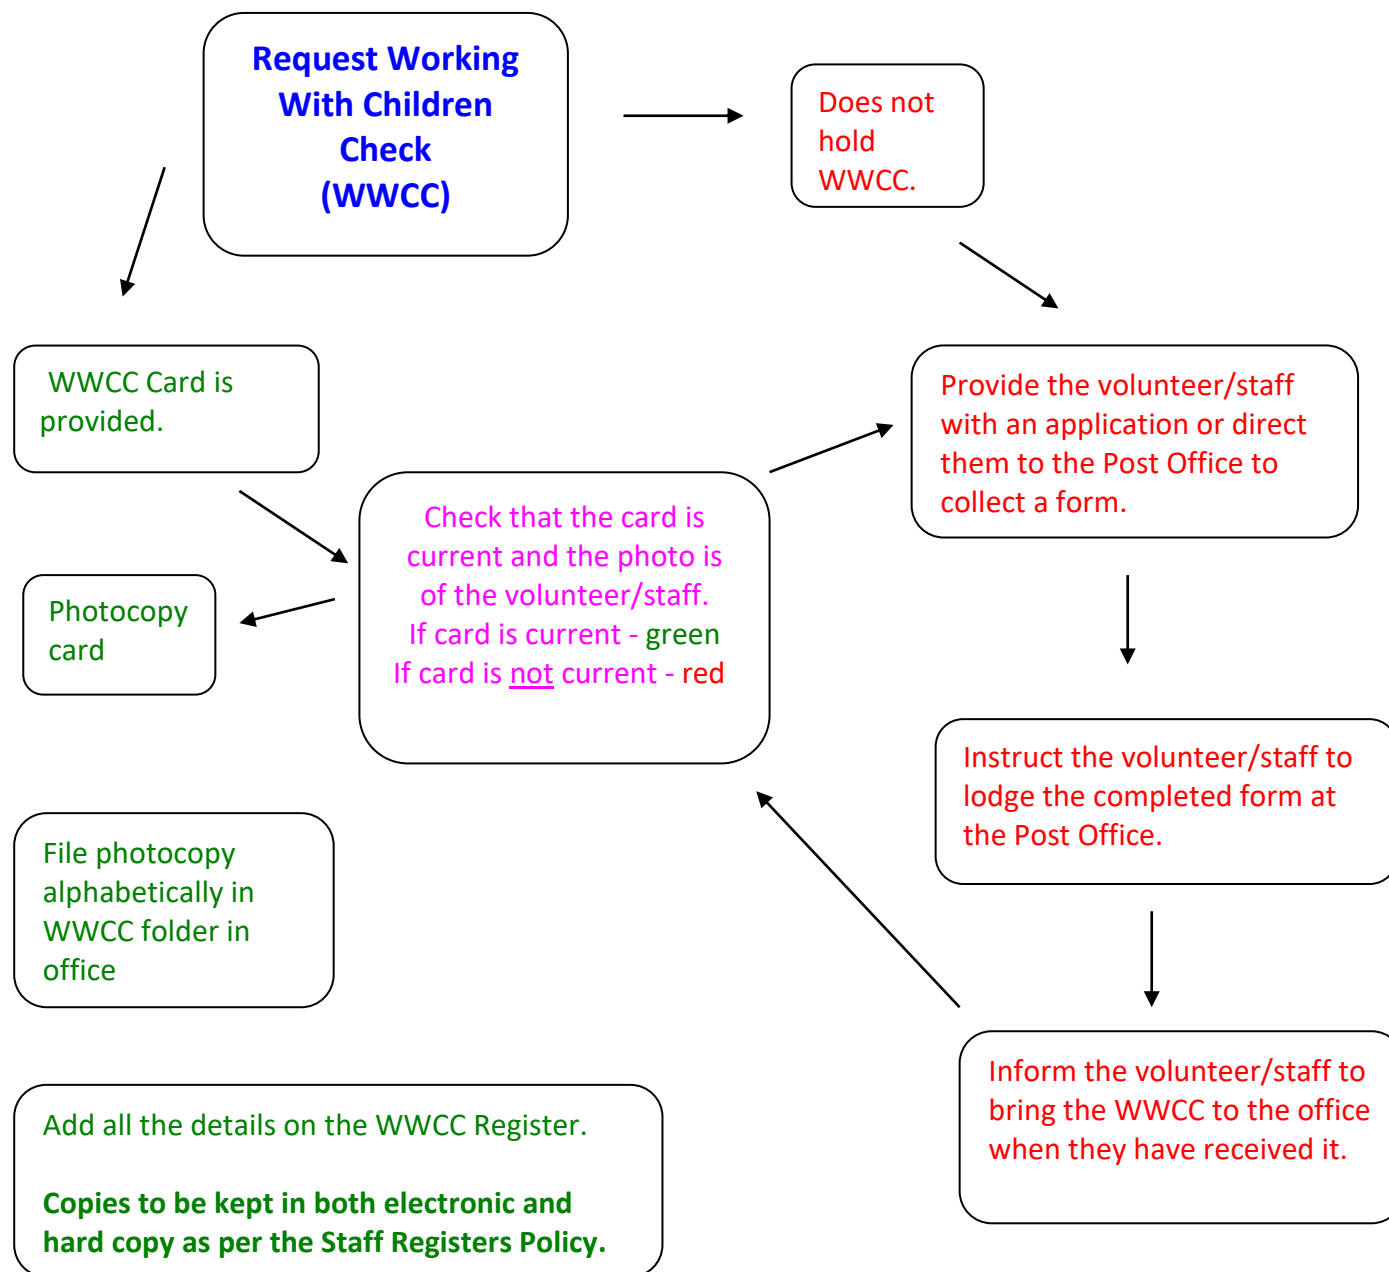 Request Working
With Children
Check
(WWCC)
Does not
hold
WWCC.
WWCC Card is
provided.
Provide the volunteer/staff
with an application or direct
them to the Post Office to
collect a form.
Check that the card is
current and the photo is
of the volunteer/staff.
If card is current - green
If card is not current - red
Photocopy
card
Instruct the volunteer/staff to
lodge the completed form at
the Post Office.
File photocopy
alphabetically in
WWCC folder in
office
Inform the volunteer/staff to
bring the WWCC to the office
when they have received it.
Add all the details on the WWCC Register.
Copies to be kept in both electronic and
hard copy as per the Staff Registers Policy.